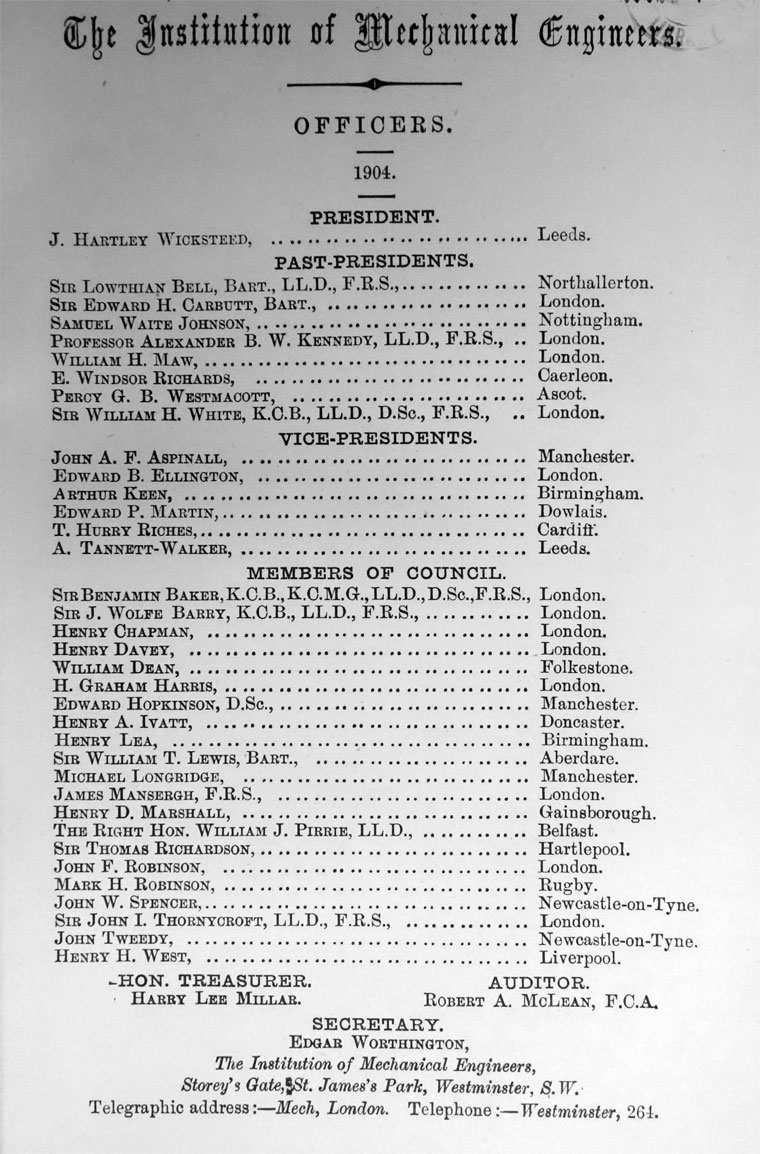 The Institution of Mechanical Engineers.
OFFICERS.
1904.
PRESIDENT.
J. HARTLEY WICKSTEED, .............................. Leeds.
PAST-PRESIDENTS.
SIR LOWTHIAN BELL, BART., LL.D., F.R.S., .............. Northallerton.
SIR EDWARD H. CARBUTT, BART., ...................... London.
SAMUEL WAITE JOHNSON, .............................. Nottingham.
PROFESSOR ALEXANDER B. W. KENNEDY, LL.D., F.R.S., .. London.
WILLIAM H. MAW, .................................... London.
E. WINDSOR RICHARDS, .............................. Caerleon.
PERCY G. B. WESTMACOTT, .......................... Ascot.
SIR WILLIAM H. WHITE, K.C.B., LL.D., D.Sc., F.R.S., .. London.
VICE-PRESIDENTS.
JOHN A. F. ASPINALL, .............................. Manchester.
EDWARD B. ELLINGTON, .............................. London.
ARTHUR KEEN, ...................................... Birmingham.
EDWARD P. MARTIN, .................................. Dowlais.
T. HURRY RICHES, .................................... Cardiff.
A. TANNETT-WALKER, ................................ Leeds.
MEMBERS OF COUNCIL.
SIR BENJAMIN BAKER, K.C.B., K.C.M.G., LL.D., D.Sc., F.R.S., London.
SIR J. WOLFE BARRY, K.C.B., LL.D., F.R.S., ............ London.
HENRY CHAPMAN, .................................... London.
HENRY DAVEY, ...................................... London.
WILLIAM DEAN, ...................................... Folkestone.
H. GRAHAM HARRIS, .................................. London.
EDWARD HOPKINSON, D.Sc., ............................ Manchester.
HENRY A. IVATT, .................................... Doncaster.
HENRY LEA, ........................................ Birmingham.
SIR WILLIAM T. LEWIS, BART., ........................ Aberdare.
MICHAEL LONGRIDGE, ................................ Manchester.
JAMES MANSERGH, F.R.S., ............................ London.
HENRY D. MARSHALL, ................................ Gainsborough.
THE RIGHT HON. WILLIAM J. PIRRIE, LL.D., ............ Belfast.
SIR THOMAS RICHARDSON, .............................. Hartlepool.
JOHN F. ROBINSON, .................................. London.
MARK H. ROBINSON, .................................. Rugby.
JOHN W. SPENCER, .................................... Newcastle-on-Tyne.
SIR JOHN I. THORNYCROFT, LL.D., F.R.S., .............. London.
JOHN TWEEDY, ...................................... Newcastle-on-Tyne.
HENRY H. WEST, .................................... Liverpool.
HON. TREASURER. AUDITOR.
HARRY LEE MILLAR. ROBERT A. MCLEAN, F.C.A.
SECRETARY.
EDGAR WORTHINGTON,
The Institution of Mechanical Engineers,
Storey's Gate, St. James's Park, Westminster, S.W.
Telegraphic address:—Mech, London. Telephone:—Westminster, 264.